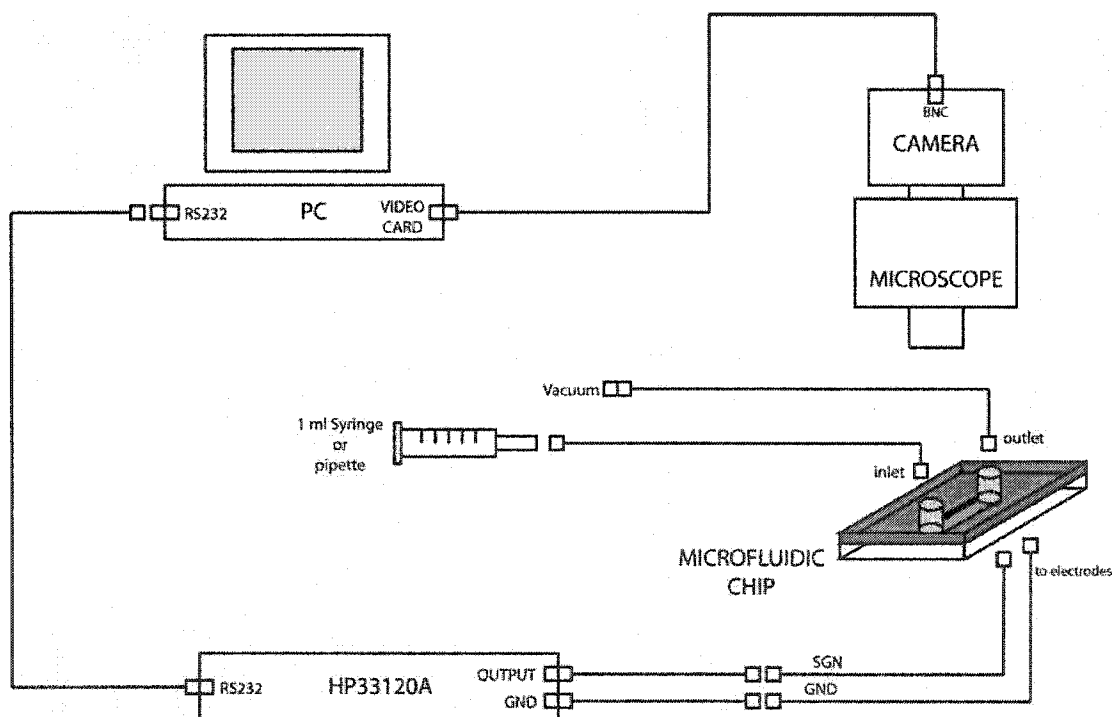 BNC
CAMERA
RS232
PC
VIDEO
CARD
MICROSCOPE
Vacuum
1 ml Syringe
or
pipette
outlet
inlet
MICROFLUIDIC
CHIP
to electrodes
RS232
HP33120A
OUTPUT
GND
SGN
GND